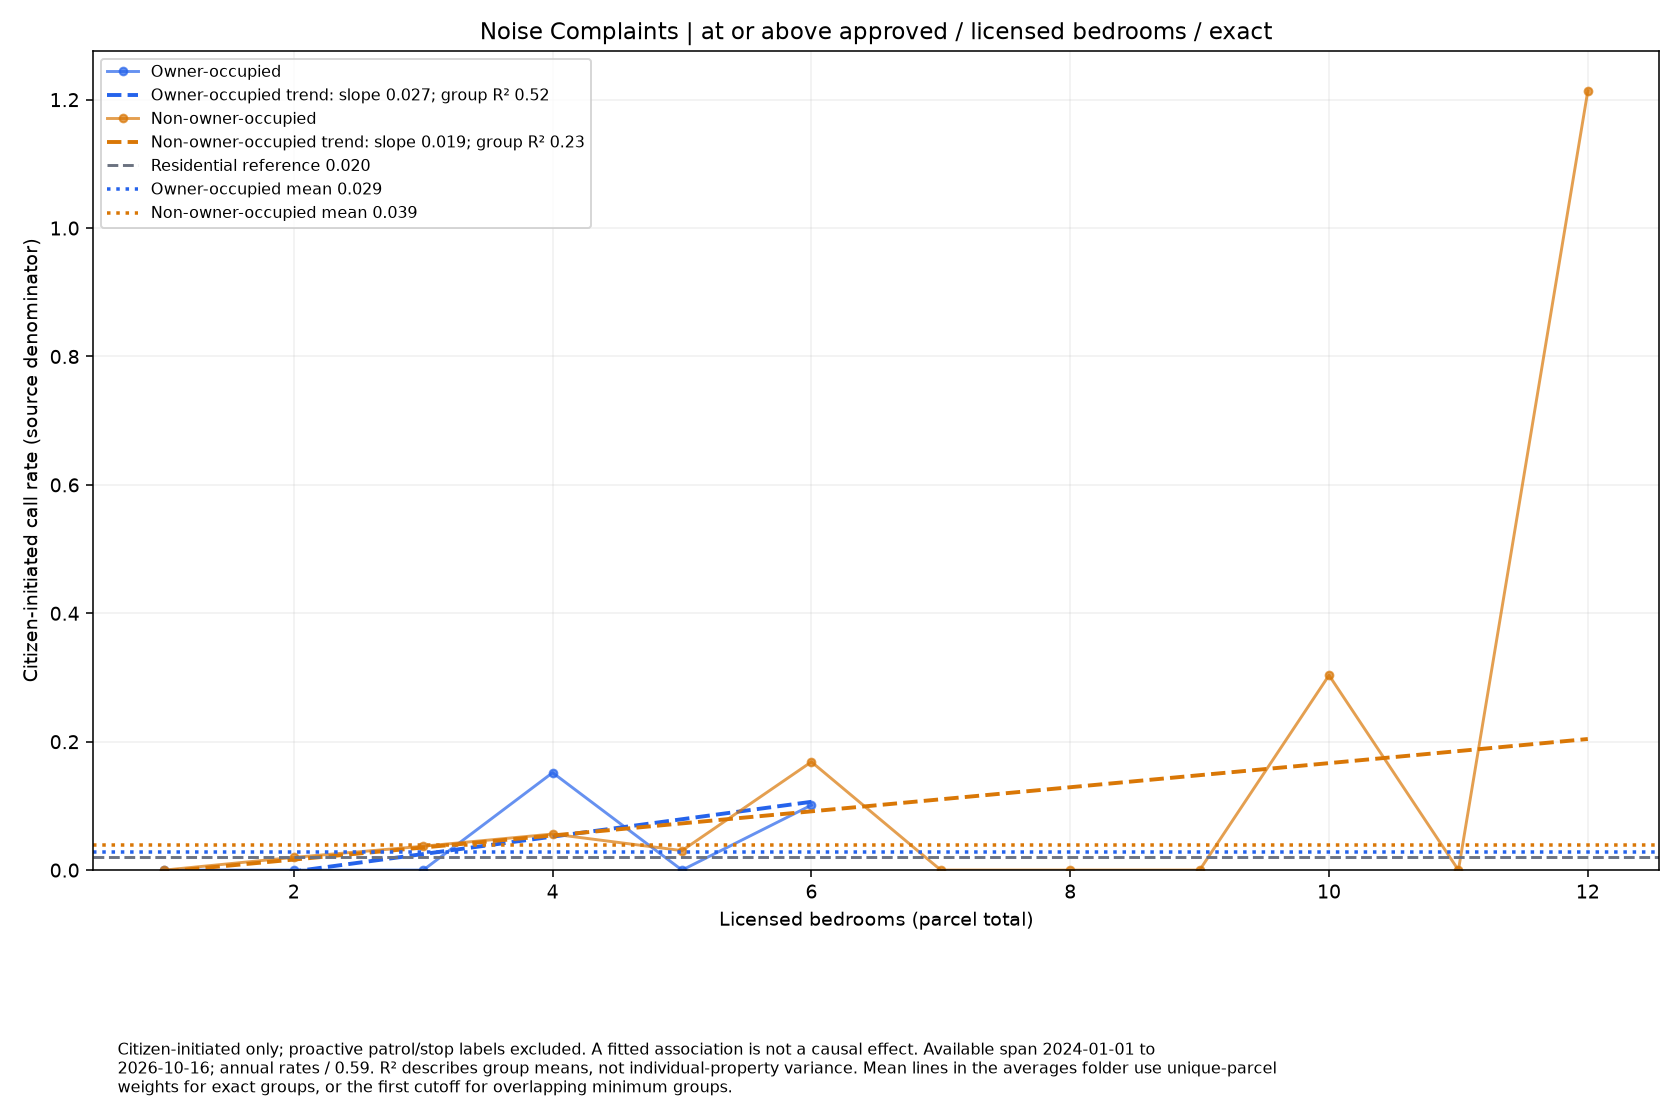 Noise Complaints | at or above approved / licensed bedrooms / exact
Owner-occupied
Owner-occupied trend: slope 0.027; group R² 0.52
Non-owner-occupied
Non-owner-occupied trend: slope 0.019; group R² 0.23
Residential reference 0.020
Owner-occupied mean 0.029
Non-owner-occupied mean 0.039
Citizen-initiated call rate (source denominator)
1.2
1.0
0.8
0.6
0.4
0.2
0.0
2 4 6 8 10 12
Licensed bedrooms (parcel total)
Citizen-initiated only; proactive patrol/stop labels excluded. A fitted association is not a causal effect. Available span 2024-01-01 to
2026-10-16; annual rates / 0.59. R² describes group means, not individual-property variance. Mean lines in the averages folder use unique-parcel
weights for exact groups, or the first cutoff for overlapping minimum groups.